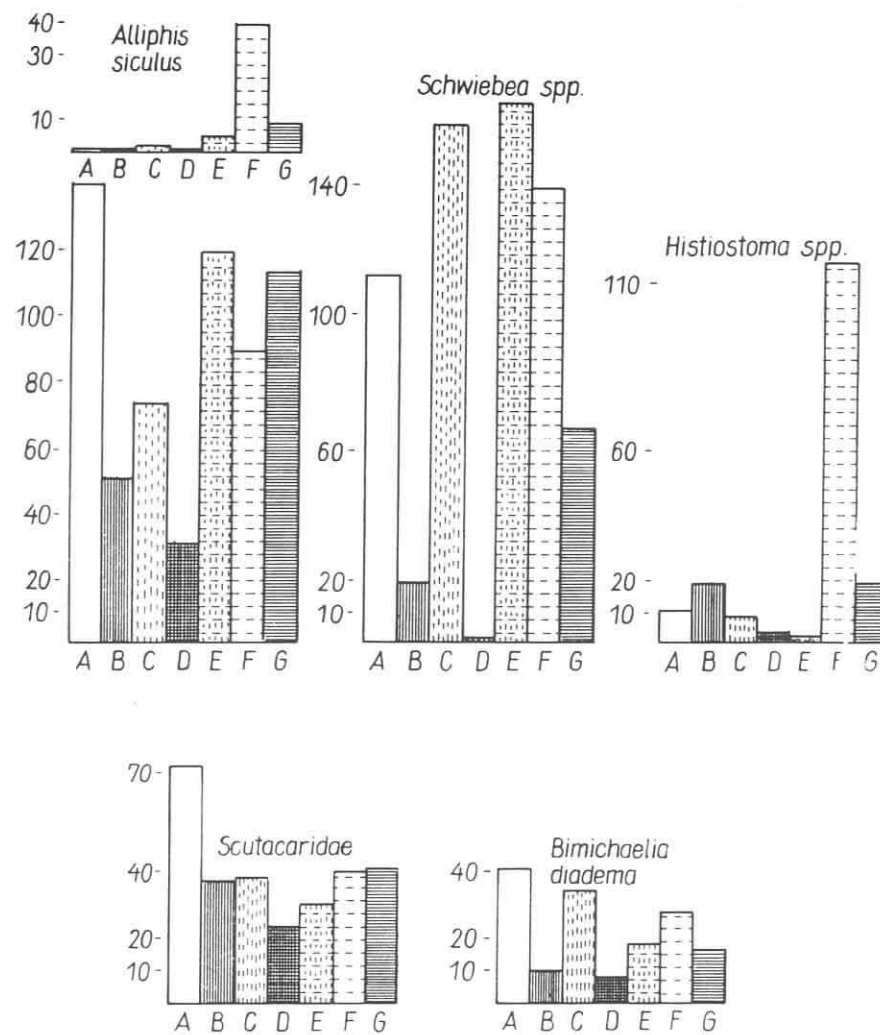 Alliphis
siculus
40
30
10
A B C D E F G
120
100
80
60
40
20
10
A B C D E F G
Schwiebea spp.
140
100
60
20
10
A B C D E F G
Histiostoma spp.
110
60
20
10
A B C D E F G
Scutacaridae
70
40
20
10
A B C D E F G
Bimichaelia
diadema
40
20
10
A B C D E F G